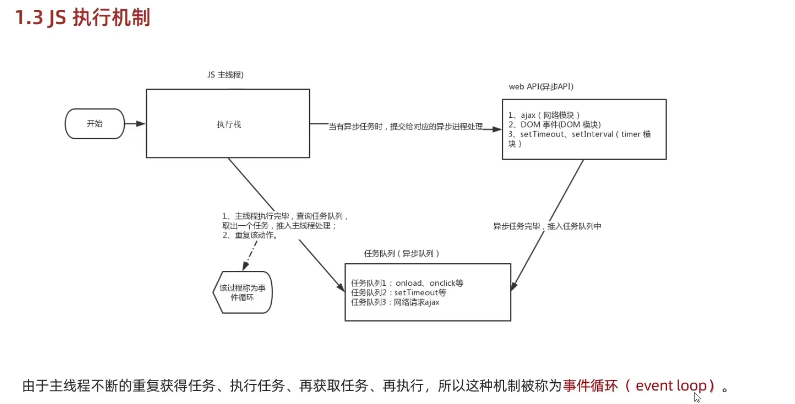 1.3 JS 执行机制
JS 主线程)
web API(异步API)
开始
执行栈
当有异步任务时，提交给对应的异步进程处理
1、ajax（网络模块）
2、DOM 事件(DOM 模块)
3、setTimeout、setInterval（timer 模
块）
1、主线程执行完毕，查询任务队列，
取出一个任务，推入主线程处理；
2、重复该动作。
异步任务完毕，推入任务队列中
任务队列（异步队列）
该过程称为事
件循环
任务队列1：onload、onclick等
任务队列2：setTimeout等
任务队列3：网络请求ajax
由于主线程不断的重复获得任务、执行任务、再获取任务、再执行，所以这种机制被称为事件循环（ event loop）。